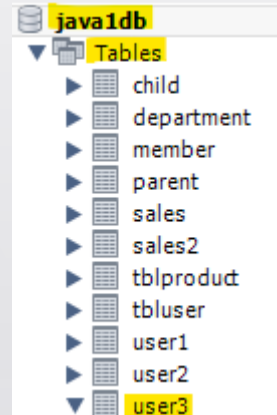 java1db
Tables
child
department
member
parent
sales
sales2
tblproduct
tbluser
user1
user2
user3